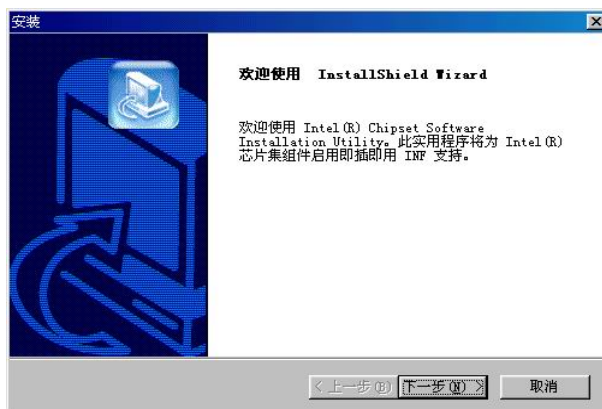 安装
欢迎使用 InstallShield Wizard
欢迎使用 Intel(R) Chipset Software
Installation Utility。此实用程序将为 Intel(R)
芯片集组件启用即插即用 INF 支持。
< 上一步(B) 下一步(N) > 取消